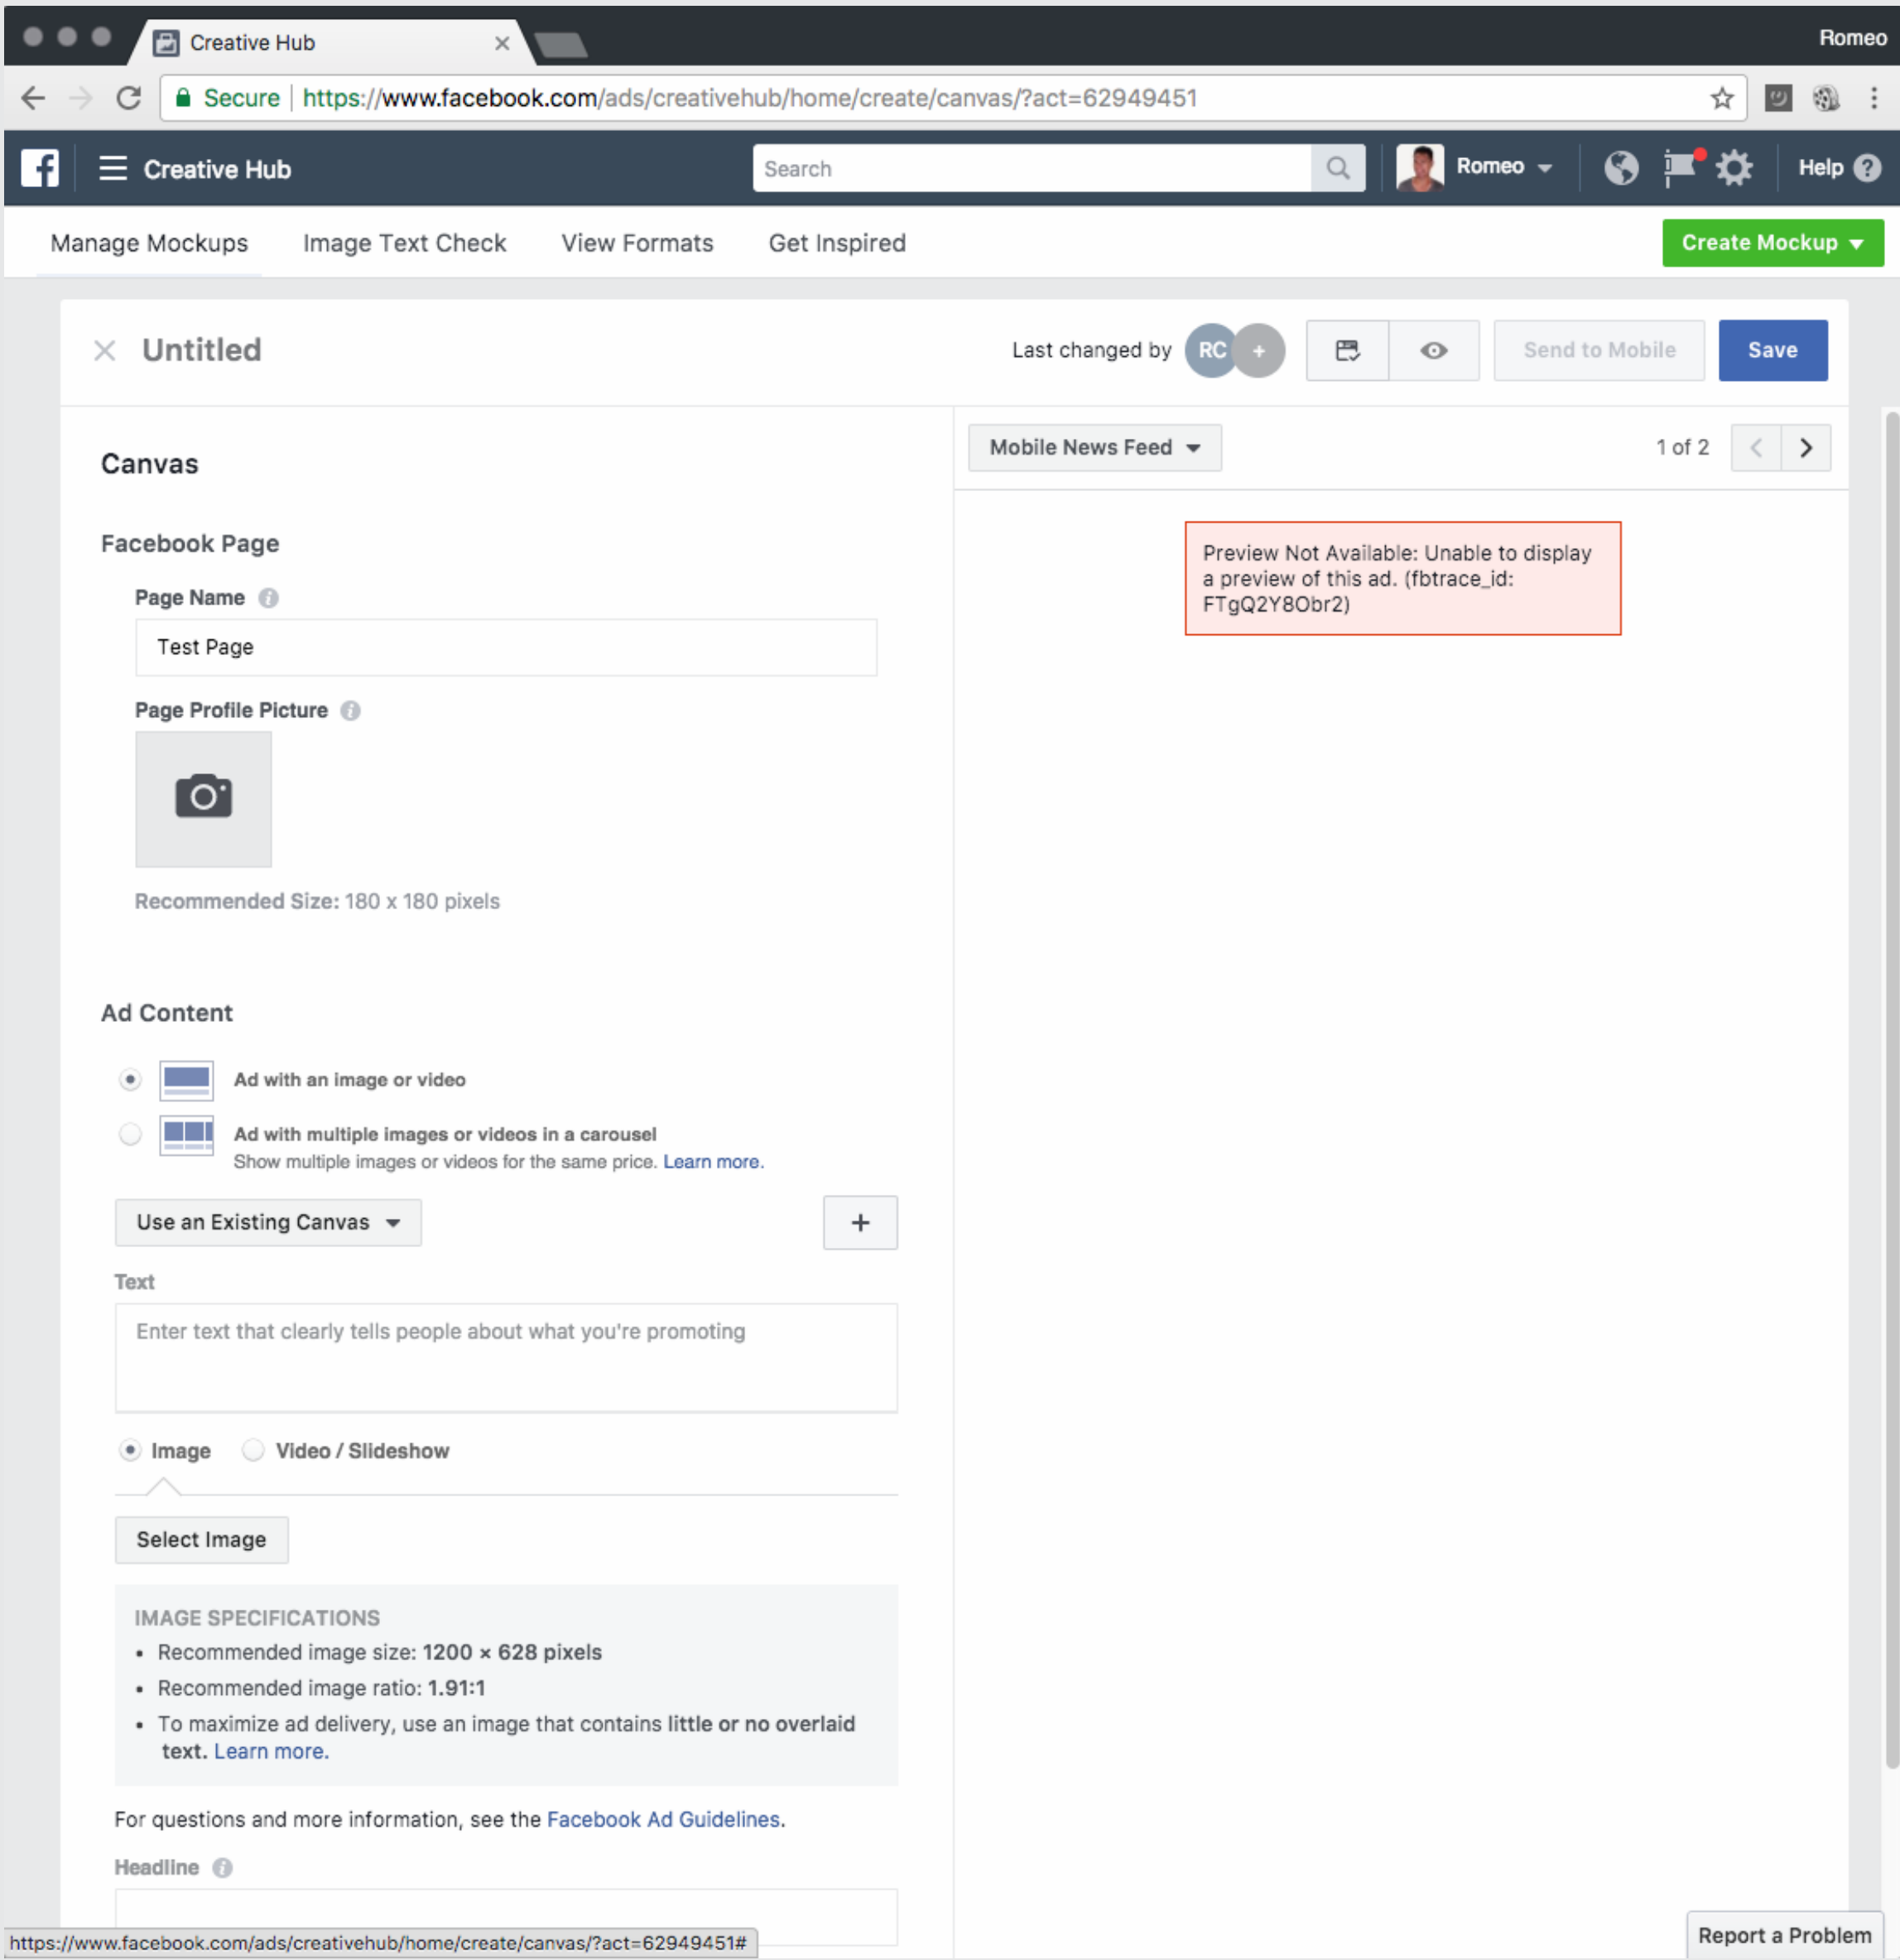 Creative Hub
Romeo
Secure https://www.facebook.com/ads/creativehub/home/create/canvas/?act=62949451
Creative Hub
Search
Romeo
Help
Manage Mockups
Image Text Check
View Formats
Get Inspired
Create Mockup
Untitled
Last changed by
RC
+
Send to Mobile
Save
Canvas
Facebook Page
Page Name
Test Page
Page Profile Picture
Recommended Size: 180 x 180 pixels
Ad Content
Ad with an image or video
Ad with multiple images or videos in a carousel
Show multiple images or videos for the same price. Learn more.
Use an Existing Canvas
+
Text
Enter text that clearly tells people about what you're promoting
Image
Video / Slideshow
Select Image
IMAGE SPECIFICATIONS
• Recommended image size: 1200 × 628 pixels
• Recommended image ratio: 1.91:1
• To maximize ad delivery, use an image that contains little or no overlaid
text. Learn more.
For questions and more information, see the Facebook Ad Guidelines.
Headline
Mobile News Feed
1 of 2
Preview Not Available: Unable to display
a preview of this ad. (fbtrace_id:
FTgQ2Y8Obr2)
https://www.facebook.com/ads/creativehub/home/create/canvas/?act=62949451#
Report a Problem